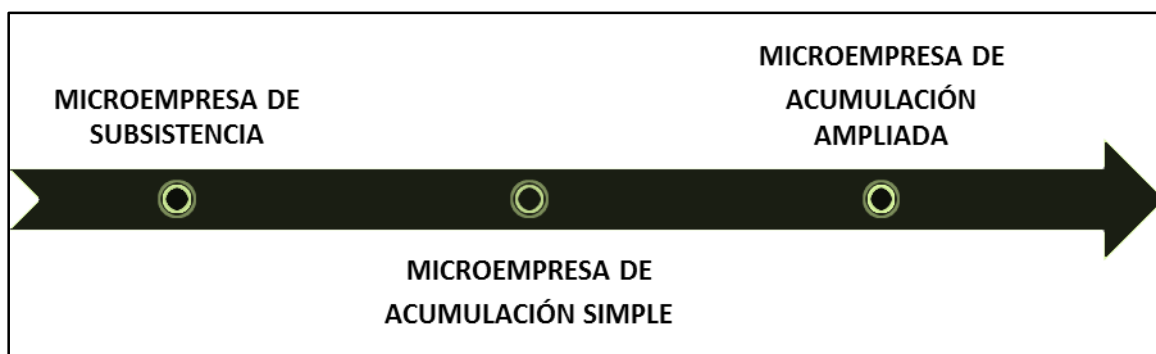 MICROEMPRESA DE
SUBSISTENCIA
MICROEMPRESA DE
ACUMULACIÓN SIMPLE
MICROEMPRESA DE
ACUMULACIÓN
AMPLIADA